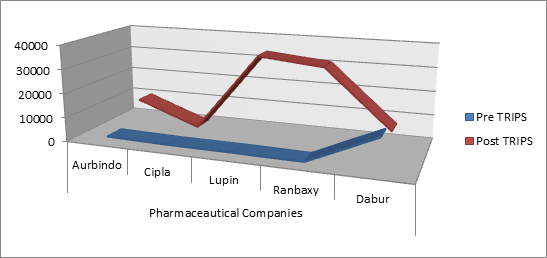 40000
30000
20000
10000
0
Aurbindo
Cipla
Lupin
Ranbaxy
Dabur
Pharmaceautical Companies
Pre TRIPS
Post TRIPS